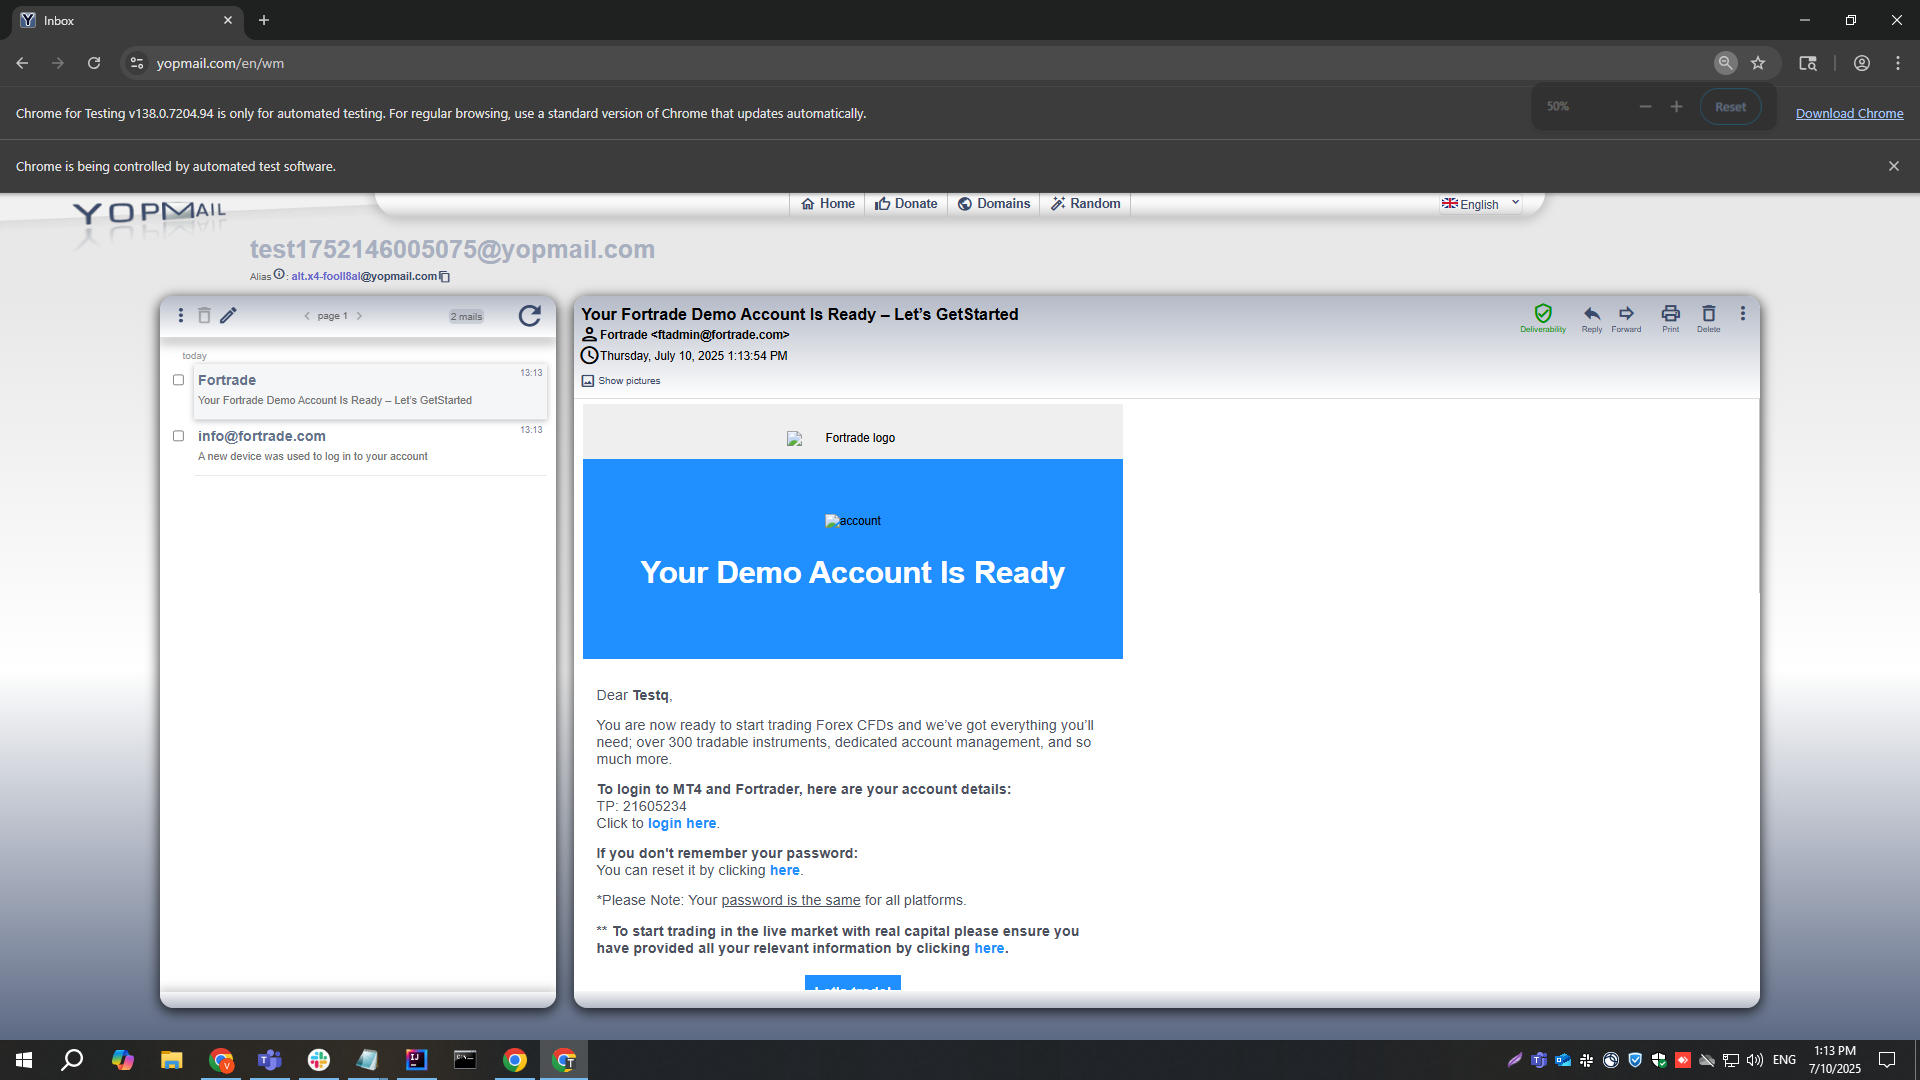 Inbox
yopmail.com/en/wm
50%
Reset
Chrome for Testing v138.0.7204.94 is only for automated testing. For regular browsing, use a standard version of Chrome that updates automatically.
Download Chrome
Chrome is being controlled by automated test software.
YOPMAIL
Home
Donate
Domains
Random
English
test1752146005075@yopmail.com
Alias : alt.x4-fooll8al@yopmail.com
page 1
2 mails
today
Fortrade
13:13
Your Fortrade Demo Account Is Ready – Let’s GetStarted
info@fortrade.com
13:13
A new device was used to log in to your account
Your Fortrade Demo Account Is Ready – Let’s GetStarted
Fortrade <ftadmin@fortrade.com>
Thursday, July 10, 2025 1:13:54 PM
Show pictures
Deliverability
Reply
Forward
Print
Delete
Fortrade logo
account
Your Demo Account Is Ready
Dear Testq,
You are now ready to start trading Forex CFDs and we’ve got everything you’ll
need; over 300 tradable instruments, dedicated account management, and so
much more.
To login to MT4 and Fortrader, here are your account details:
TP: 21605234
Click to login here.
If you don't remember your password:
You can reset it by clicking here.
*Please Note: Your password is the same for all platforms.
** To start trading in the live market with real capital please ensure you
have provided all your relevant information by clicking here.
Let's trade!
ENG
1:13 PM
7/10/2025